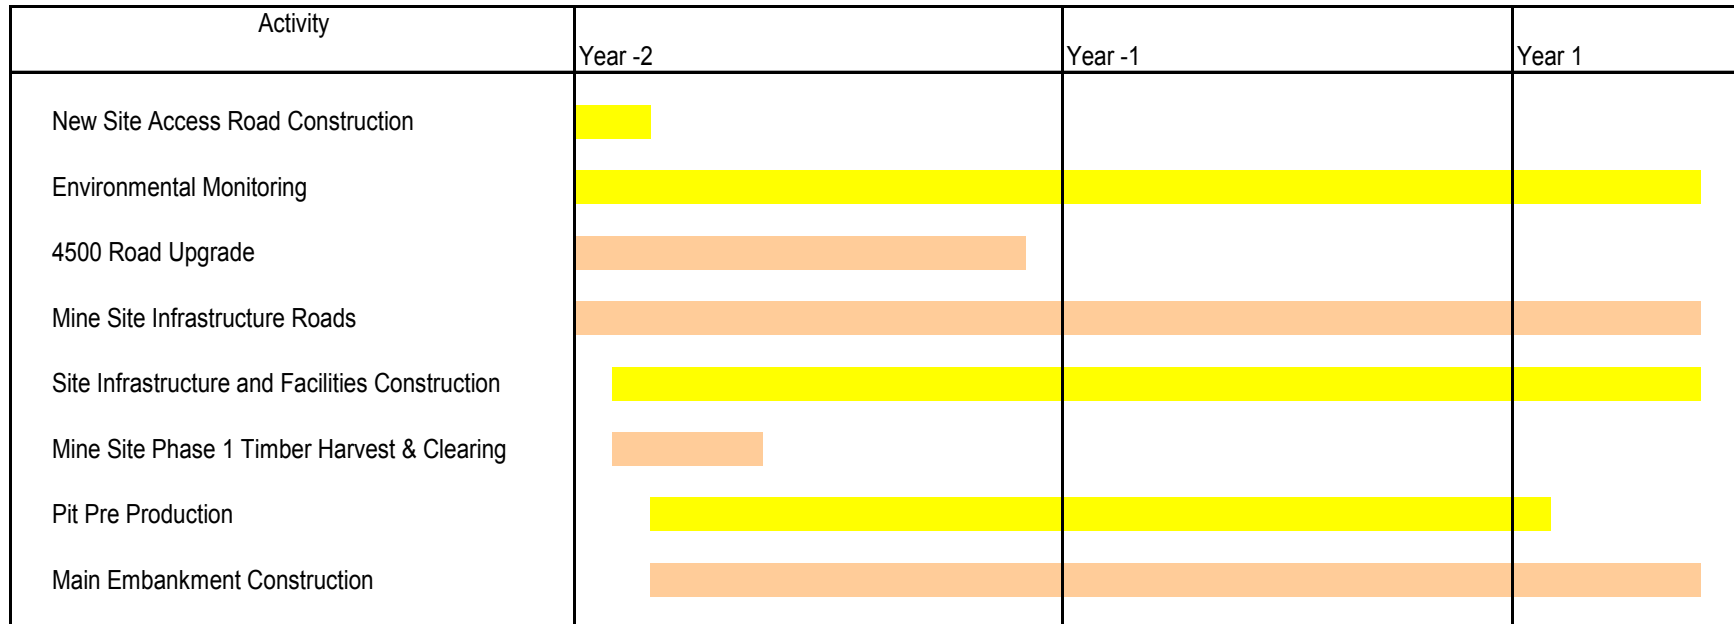 Activity
Year -2
Year -1
Year 1
New Site Access Road Construction
Environmental Monitoring
4500 Road Upgrade
Mine Site Infrastructure Roads
Site Infrastructure and Facilities Construction
Mine Site Phase 1 Timber Harvest & Clearing
Pit Pre Production
Main Embankment Construction